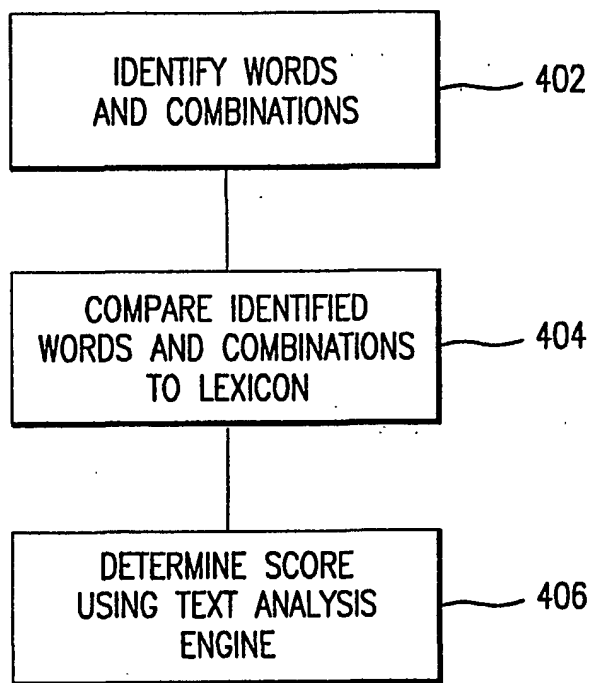 IDENTIFY WORDS
AND COMBINATIONS
402
COMPARE IDENTIFIED
WORDS AND COMBINATIONS
TO LEXICON
404
DETERMINE SCORE
USING TEXT ANALYSIS
ENGINE
406